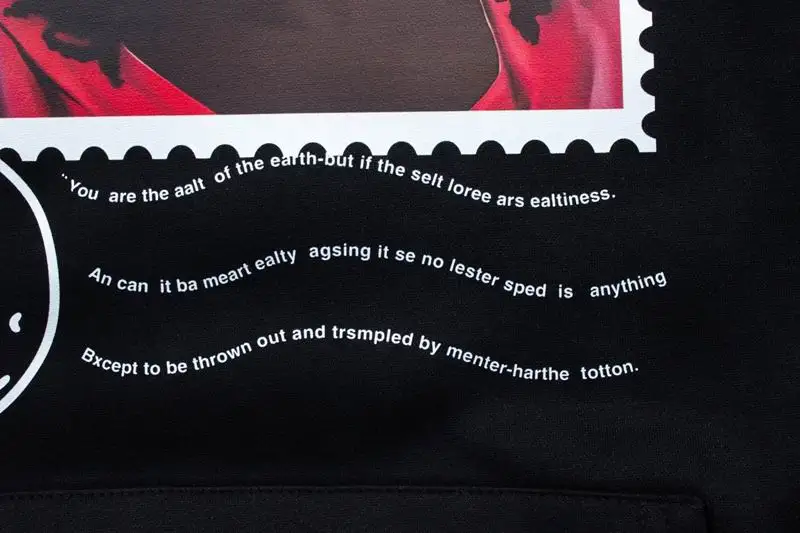 "You are the aalt of the earth-but if the selt loree ars ealtiness.
An can it ba meart ealty agsing it se no lester sped is anything
Bxcept to be thrown out and trsmpled by menter-harthe totton.